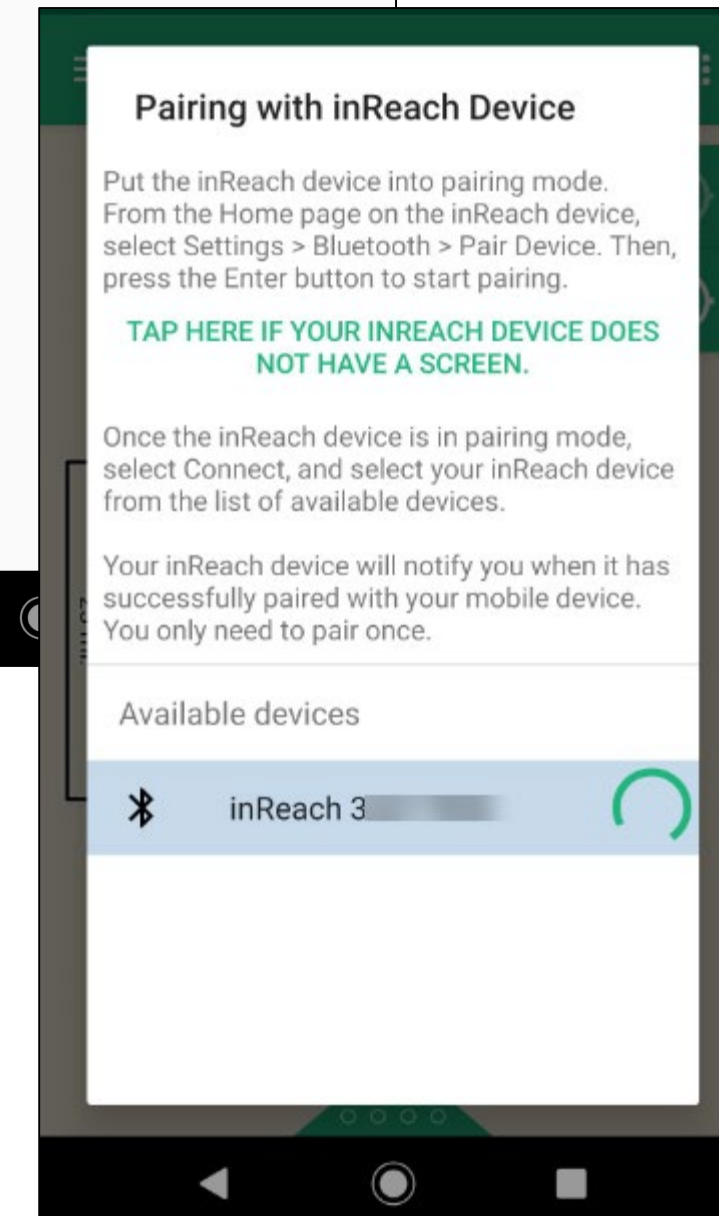 Pairing with inReach Device
Put the inReach device into pairing mode.
From the Home page on the inReach device,
select Settings > Bluetooth > Pair Device. Then,
press the Enter button to start pairing.
TAP HERE IF YOUR INREACH DEVICE DOES
NOT HAVE A SCREEN.
Once the inReach device is in pairing mode,
select Connect, and select your inReach device
from the list of available devices.
Your inReach device will notify you when it has
successfully paired with your mobile device.
You only need to pair once.
Available devices
inReach 3